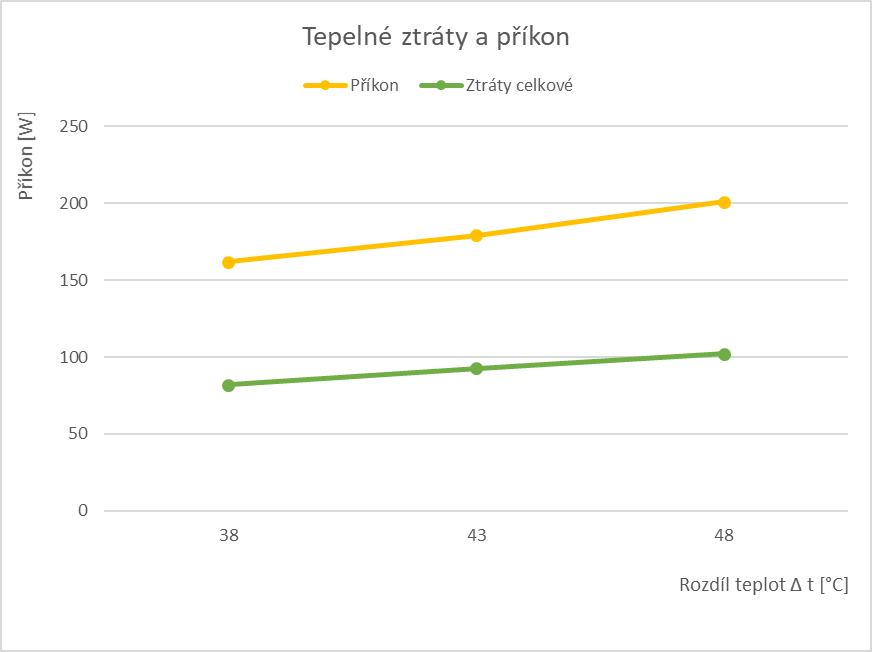 Tepelné ztráty a příkon
Příkon
Ztráty celkové
Příkon [W]
250
200
150
100
50
0
38
43
48
Rozdíl teplot Δ t [°C]